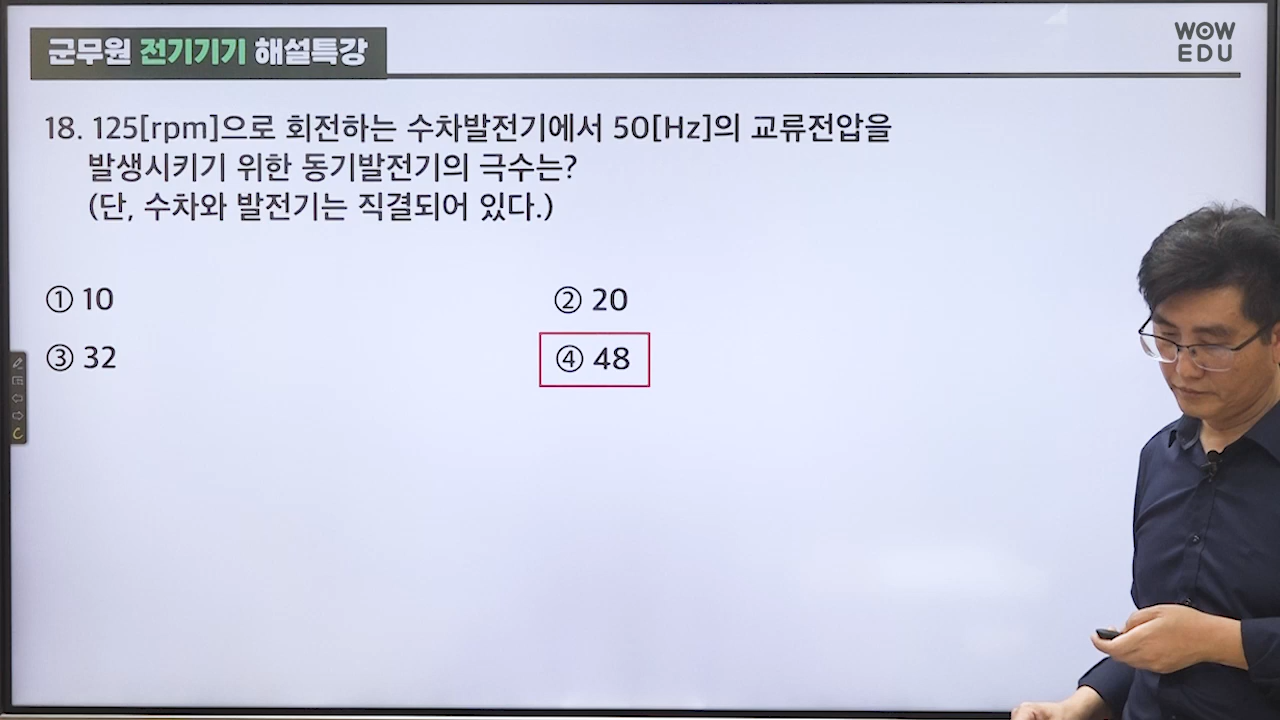 군무원 전기기기 해설특강
WOW
EDU
18. 125[rpm]으로 회전하는 수차발전기에서 50[Hz]의 교류전압을
발생시키기 위한 동기발전기의 극수는?
(단, 수차와 발전기는 직결되어 있다.)
① 10
② 20
③ 32
④ 48